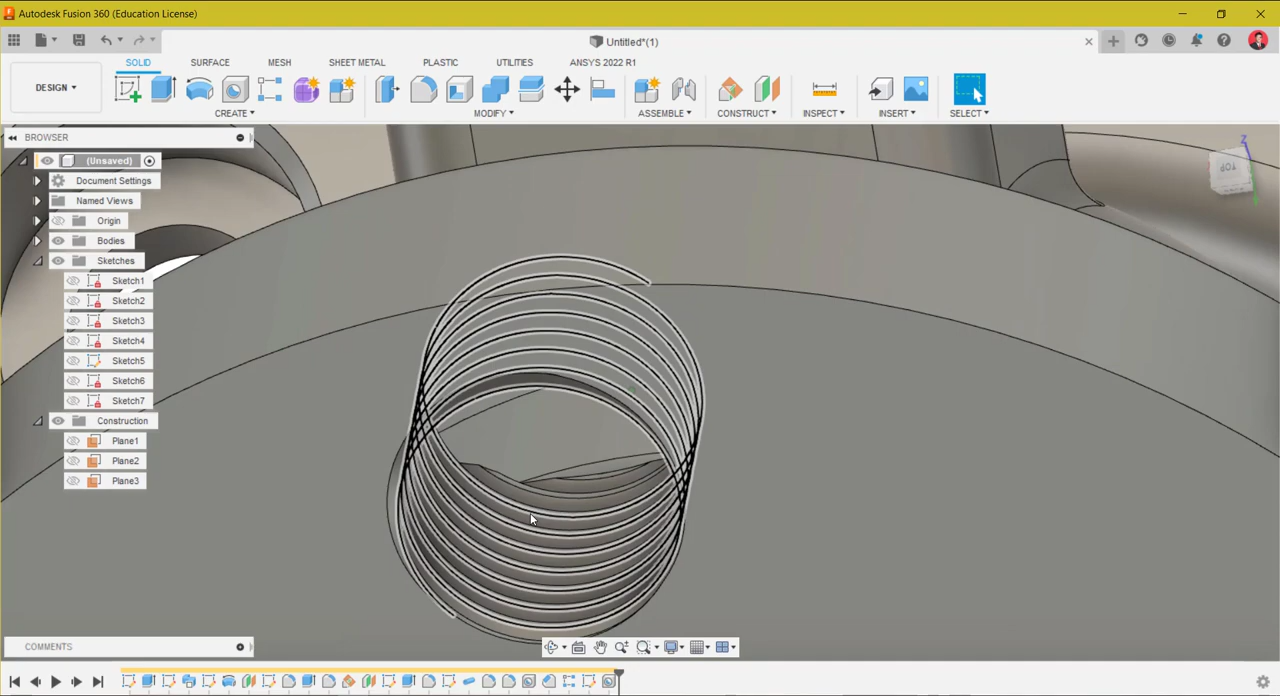 Autodesk Fusion 360 (Education License)
Untitled*(1)
SOLID SURFACE MESH SHEET METAL PLASTIC UTILITIES ANSYS 2022 R1
DESIGN
CREATE MODIFY ASSEMBLE CONSTRUCT INSPECT INSERT SELECT
BROWSER
(Unsaved)
Document Settings
Named Views
Origin
Bodies
Sketches
Sketch1
Sketch2
Sketch3
Sketch4
Sketch5
Sketch6
Sketch7
Construction
Plane1
Plane2
Plane3
Z
TOP
COMMENTS